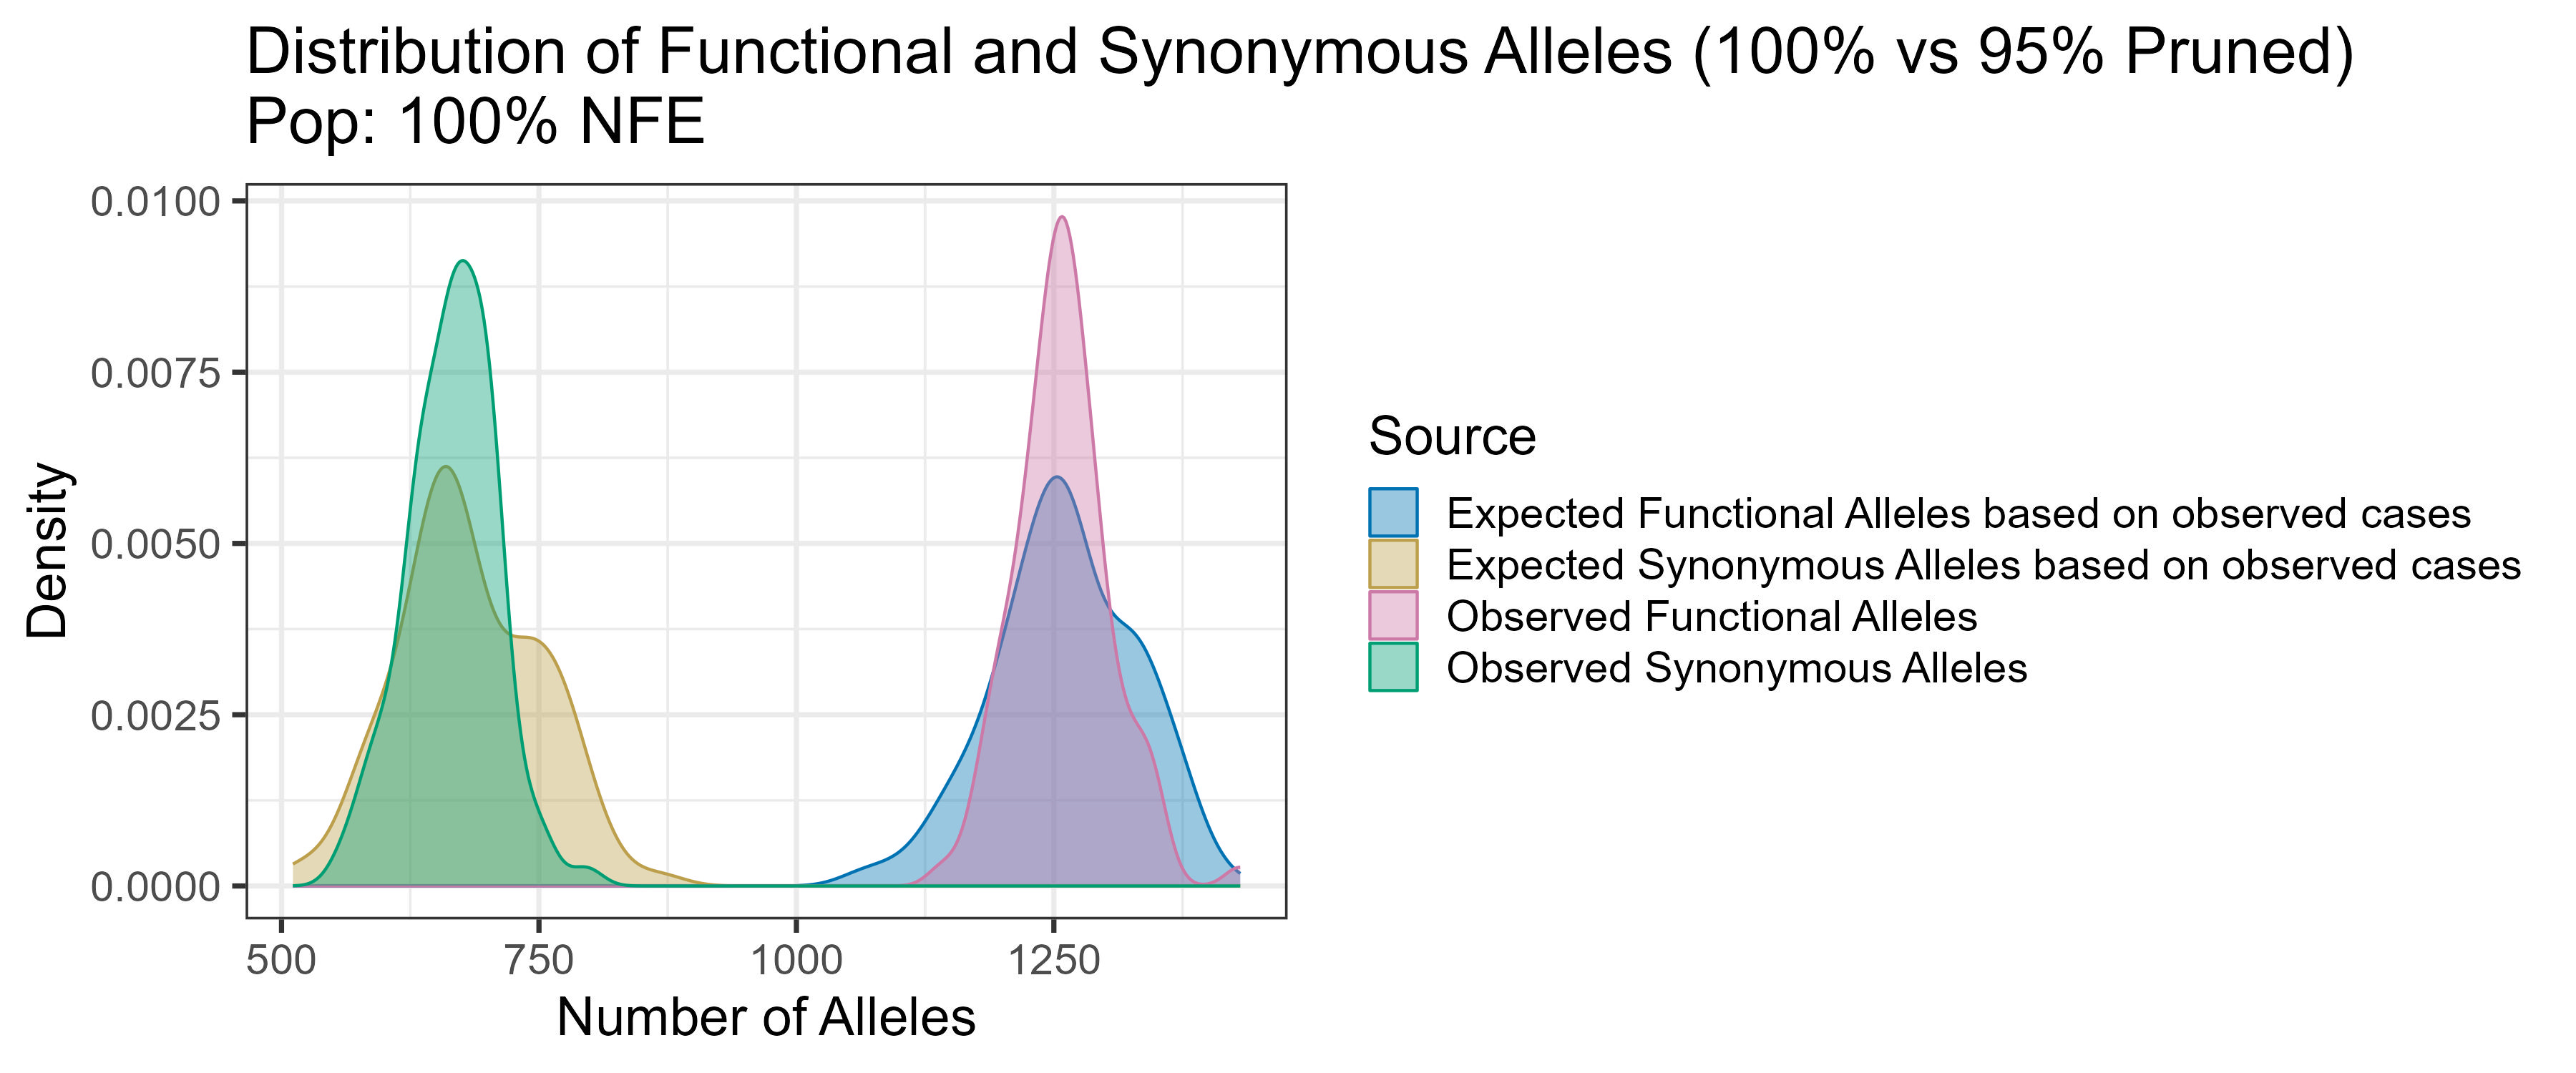 Distribution of Functional and Synonymous Alleles (100% vs 95% Pruned)
Pop: 100% NFE
0.0100
0.0075
0.0050
0.0025
0.0000
Density
500 750 1000 1250
Number of Alleles
Source
Expected Functional Alleles based on observed cases
Expected Synonymous Alleles based on observed cases
Observed Functional Alleles
Observed Synonymous Alleles